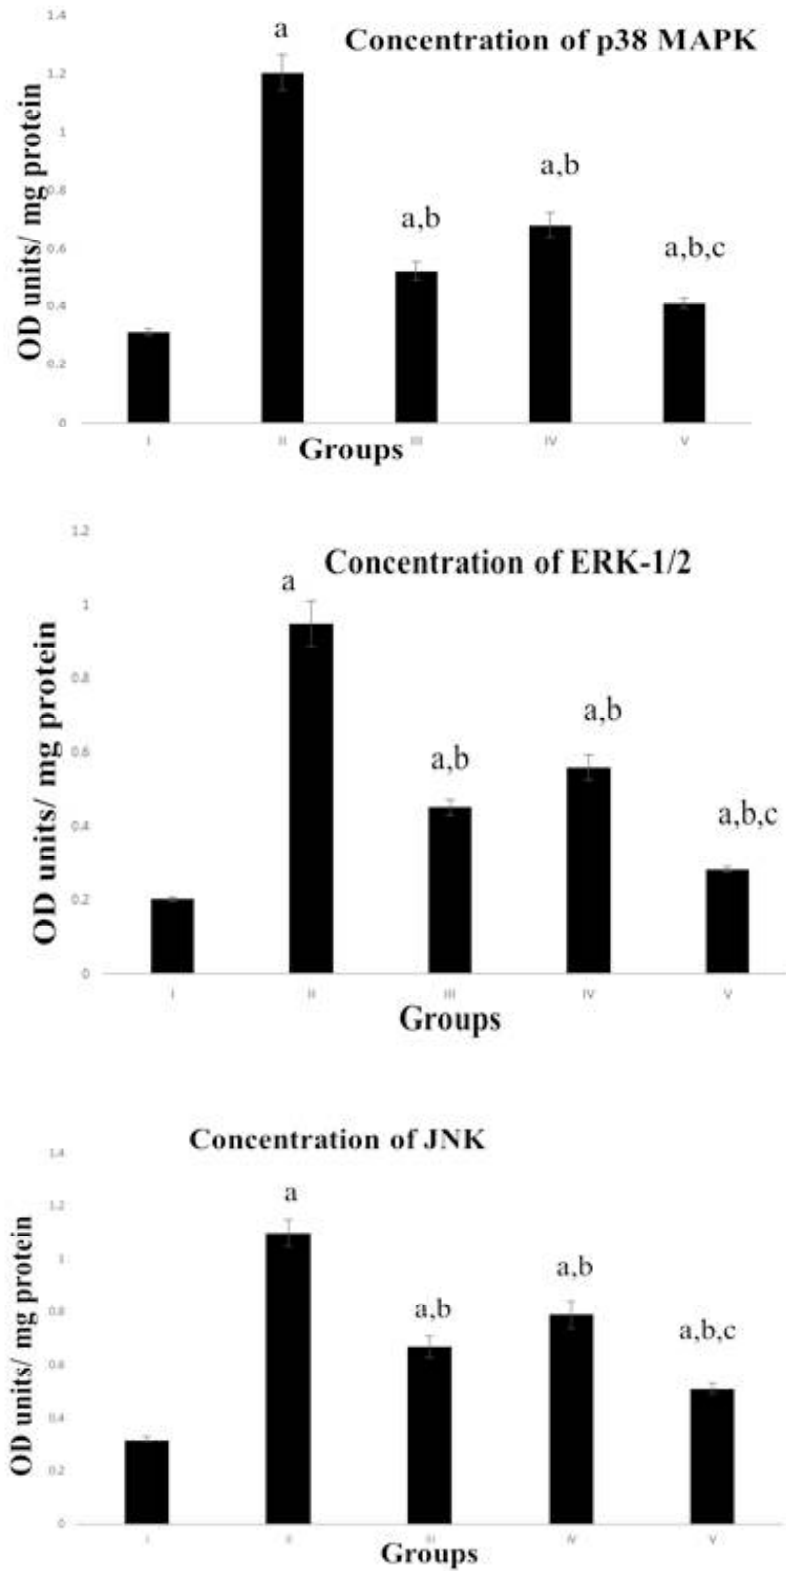 Concentration of p38 MAPK
OD units/ mg protein
1.4
1.2
1
0.8
0.6
0.4
0.2
0
a
a,b
a,b
a,b,c
I
II
III
IV
V
Groups
Concentration of ERK-1/2
OD units/ mg protein
1.2
1
0.8
0.6
0.4
0.2
0
a
a,b
a,b
a,b,c
I
II
III
IV
V
Groups
Concentration of JNK
OD units/ mg protein
1.4
1.2
1
0.8
0.6
0.4
0.2
0
a
a,b
a,b
a,b,c
I
II
III
IV
V
Groups